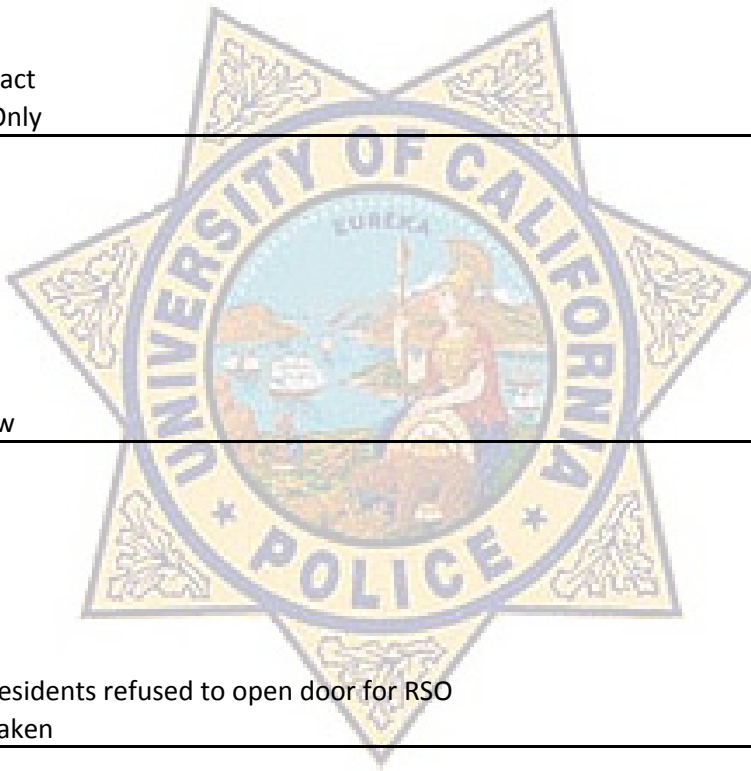 act
Only
UNIVERSITY OF CALIFORNIA
EUREKA
w
POLICE
esidents refused to open door for RSO
aken